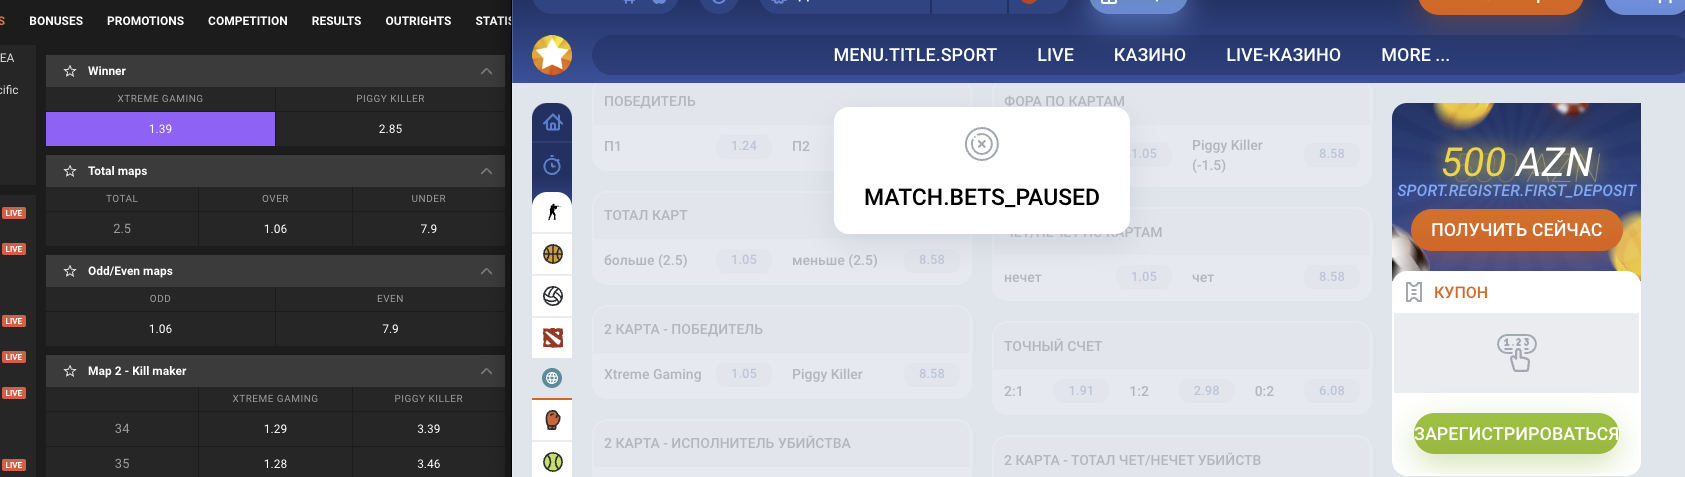 S BONUSES PROMOTIONS COMPETITION RESULTS OUTRIGHTS STATIS
EA
cific
LIVE
LIVE
LIVE
LIVE
LIVE
LIVE
Winner
XTREME GAMING PIGGY KILLER
1.39 2.85
Total maps
TOTAL OVER UNDER
2.5 1.06 7.9
Odd/Even maps
ODD EVEN
1.06 7.9
Map 2 - Kill maker
XTREME GAMING PIGGY KILLER
34 1.29 3.39
35 1.28 3.46
MENU.TITLE.SPORT LIVE КАЗИНО LIVE-КАЗИНО MORE ...
ПОБЕДИТЕЛЬ
П1 1.24 П2
ТОТАЛ КАРТ
больше (2.5) 1.05 меньше (2.5) 8.58
2 КАРТА - ПОБЕДИТЕЛЬ
Xtreme Gaming 1.05 Piggy Killer 8.58
2 КАРТА - ИСПОЛНИТЕЛЬ УБИЙСТВА
MATCH.BETS_PAUSED
ФОРА ПО КАРТАМ
1.05 Piggy Killer
(-1.5) 8.58
ЧЕТ/НЕЧЕТ ПО КАРТАМ
нечет 1.05 чет 8.58
ТОЧНЫЙ СЧЕТ
2:1 1.91 1:2 2.98 0:2 6.08
2 КАРТА - ТОТАЛ ЧЕТ/НЕЧЕТ УБИЙСТВ
500 AZN
SPORT.REGISTER.FIRST_DEPOSIT
ПОЛУЧИТЬ СЕЙЧАС
КУПОН
1.23
ЗАРЕГИСТРИРОВАТЬСЯ